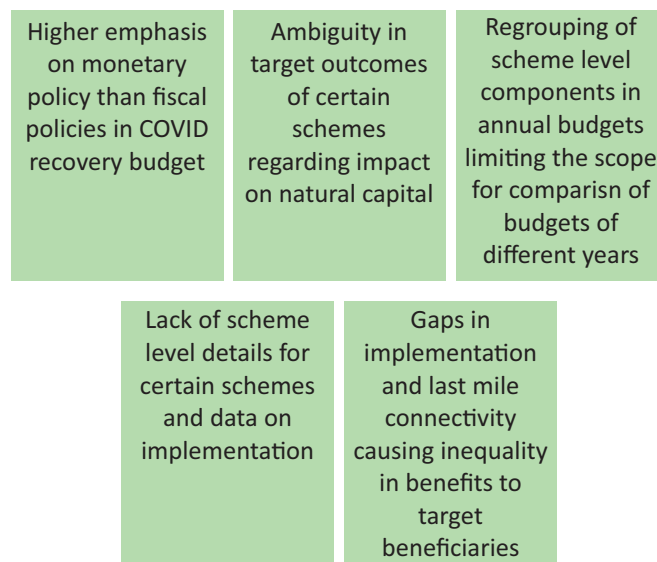 Higher emphasis
on monetary
policy than fiscal
policies in COVID
recovery budget
Ambiguity in
target outcomes
of certain
schemes
regarding impact
on natural capital
Regrouping of
scheme level
components in
annual budgets
limiting the scope
for comparisn of
budgets of
different years
Lack of scheme
level details for
certain schemes
and data on
implementation
Gaps in
implementation
and last mile
connectivity
causing inequality
in benefits to
target
beneficiaries